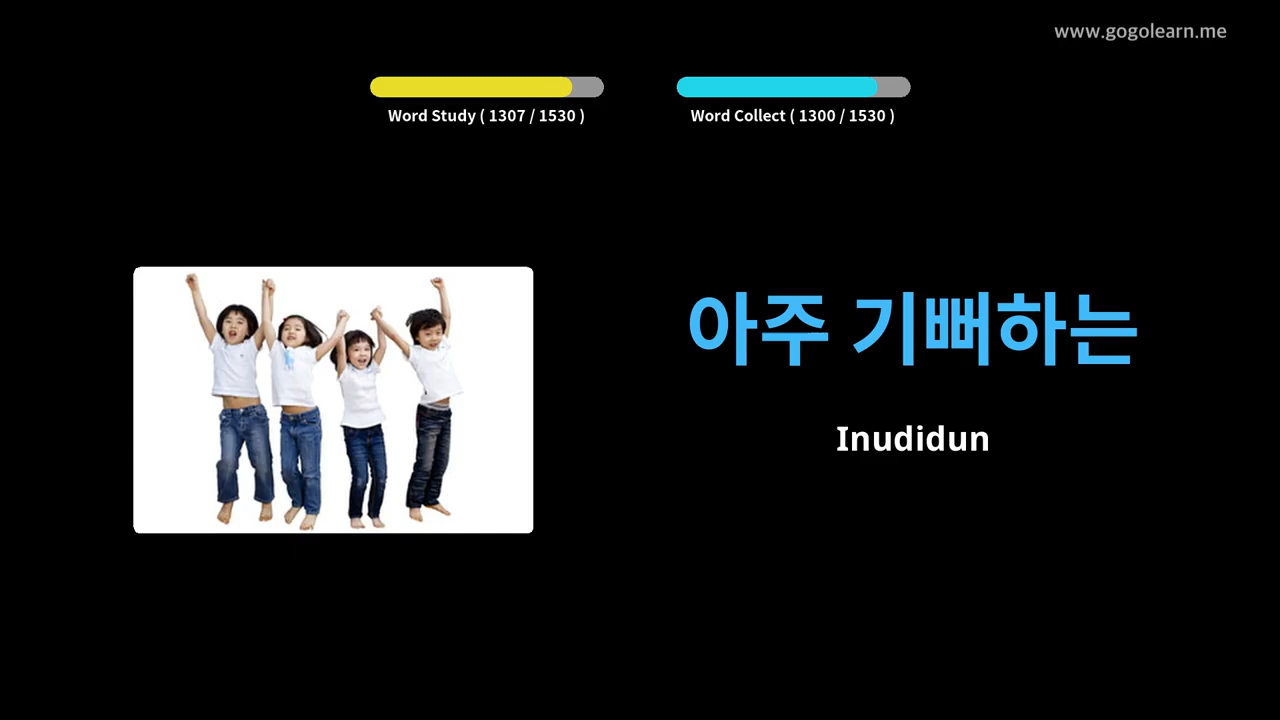 www.gogolearn.me
Word Study ( 1307 / 1530 )
Word Collect ( 1300 / 1530 )
아주 기뻐하는
Inudidun